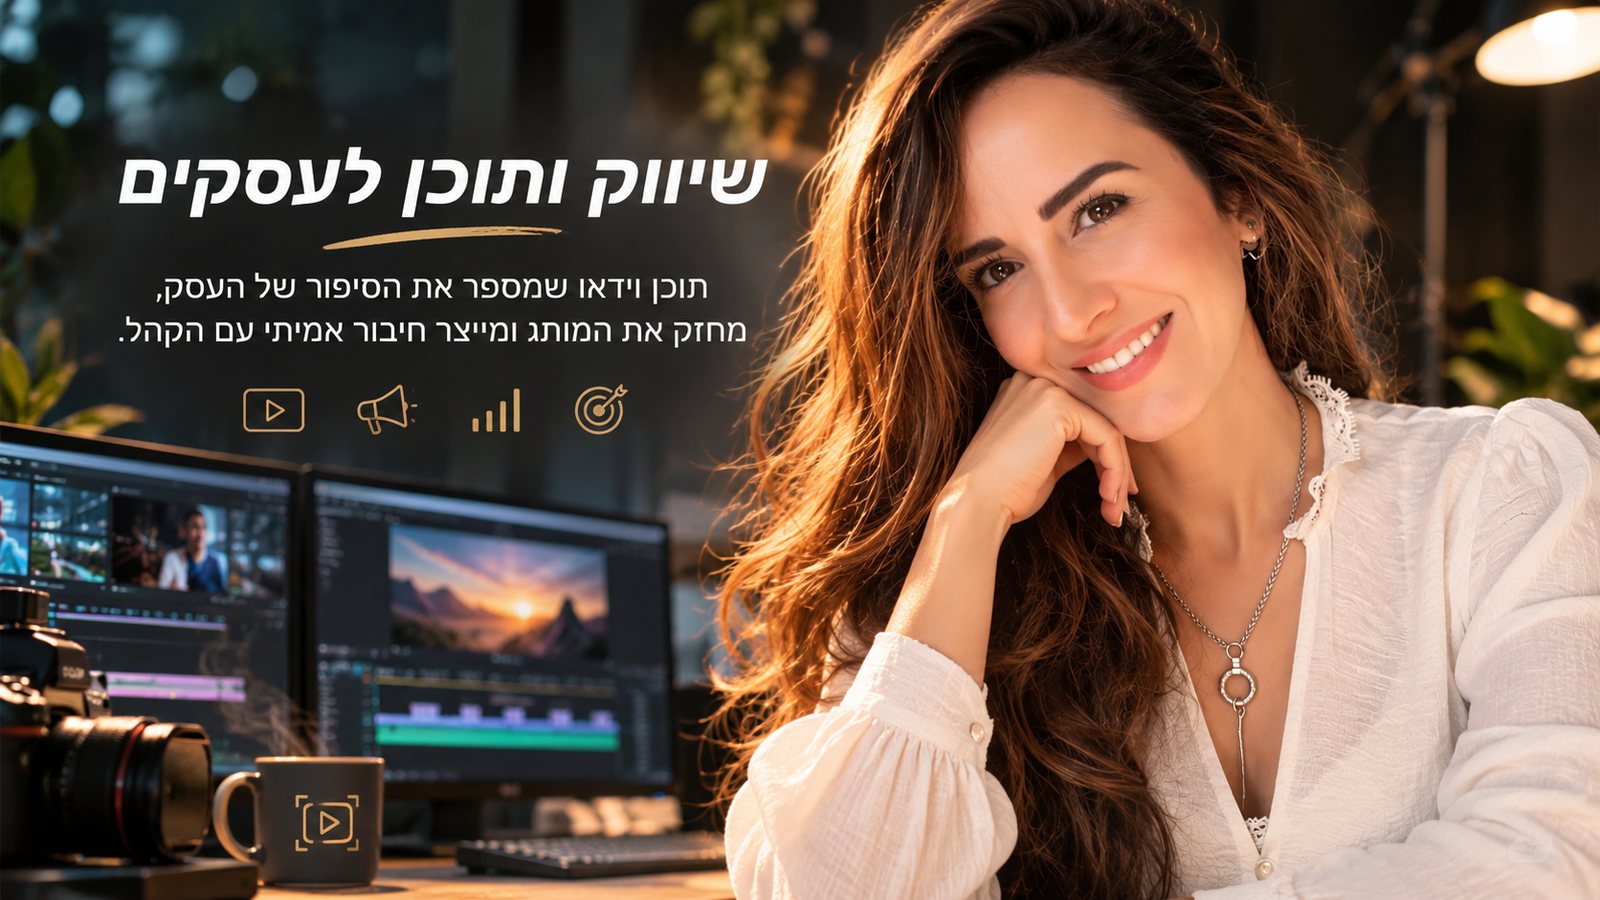 שיווק ותוכן לעסקים
תוכן וידאו שמספר את הסיפור של העסק,
מחזק את המותג ומייצר חיבור אמיתי עם הקהל.